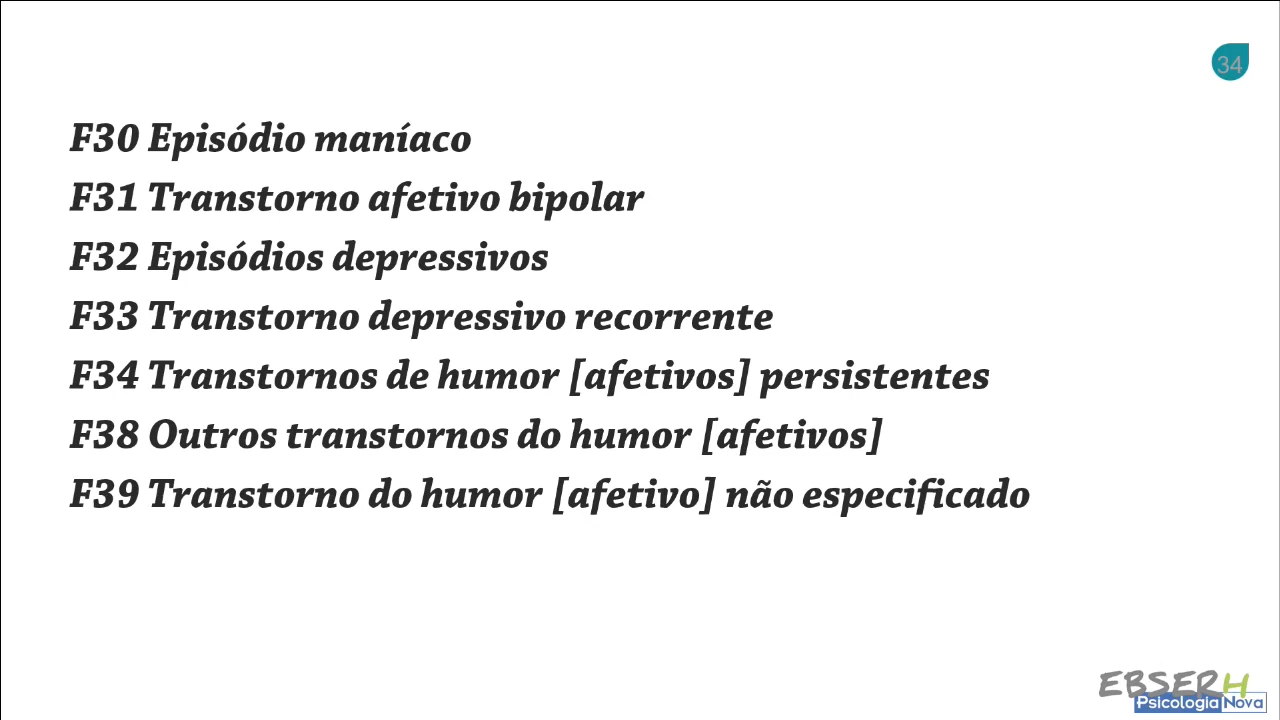 34
F30 Episódio maníaco
F31 Transtorno afetivo bipolar
F32 Episódios depressivos
F33 Transtorno depressivo recorrente
F34 Transtornos de humor [afetivos] persistentes
F38 Outros transtornos do humor [afetivos]
F39 Transtorno do humor [afetivo] não especificado
EBSERH
Psicologia Nova